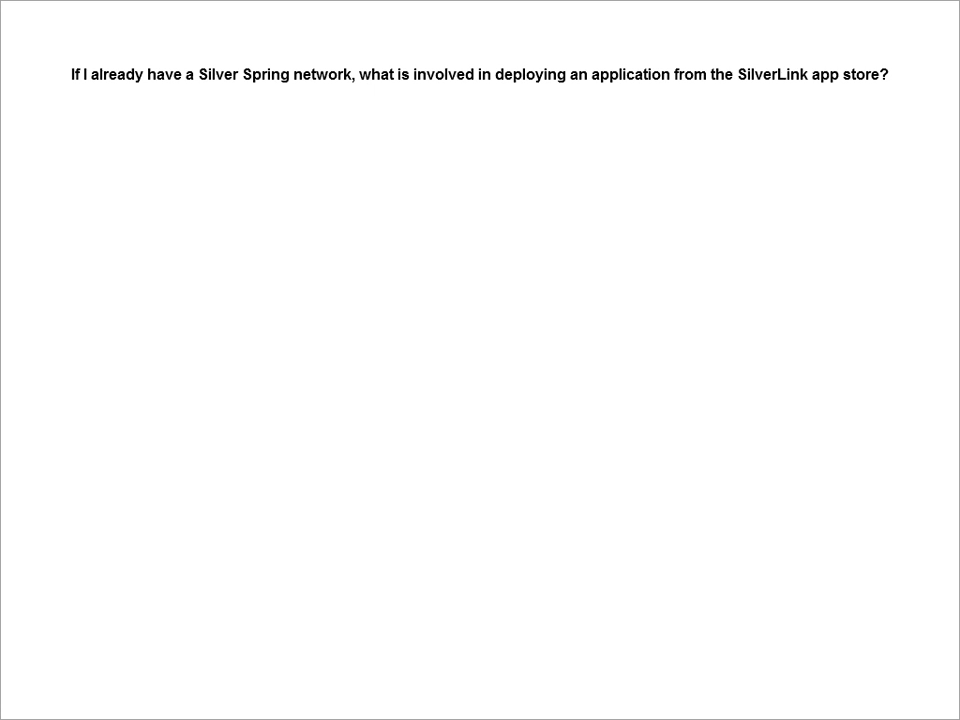 If I already have a Silver Spring network, what is involved in deploying an application from the SilverLink app store?